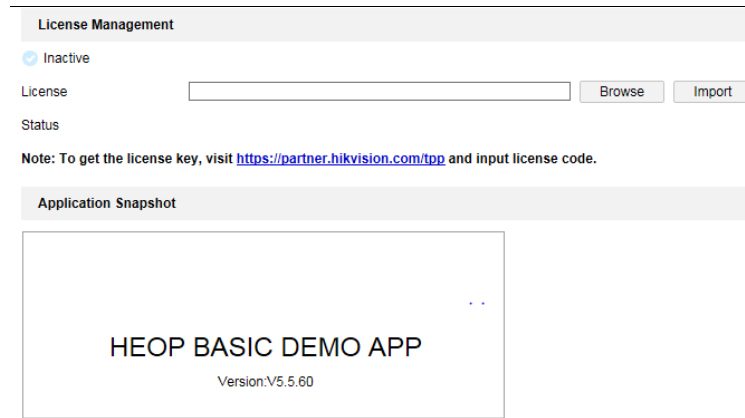 License Management
Inactive
License Browse Import
Status
Note: To get the license key, visit https://partner.hikvision.com/tpp and input license code.
Application Snapshot
HEOP BASIC DEMO APP
Version:V5.5.60